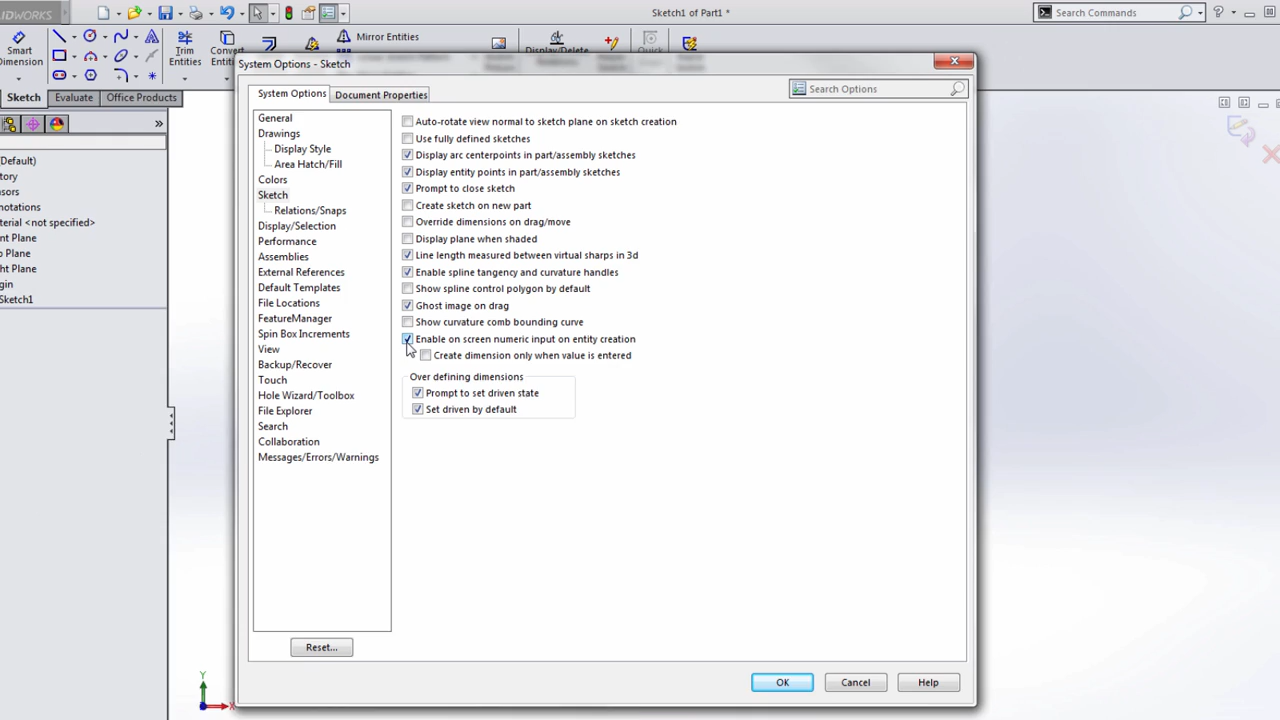 IDWORKS
Sketch1 of Part1 *
Search Commands
Smart
Dimension
Trim
Entities
Convert
Mirror Entities
Display/Delete
Quick
Sketch
Evaluate
Office Products
System Options - Sketch
System Options
Document Properties
Search Options
(Default)
tory
sors
notations
terial <not specified>
nt Plane
p Plane
ht Plane
gin
Sketch1
General
Drawings
Display Style
Area Hatch/Fill
Colors
Sketch
Relations/Snaps
Display/Selection
Performance
Assemblies
External References
Default Templates
File Locations
FeatureManager
Spin Box Increments
View
Backup/Recover
Touch
Hole Wizard/Toolbox
File Explorer
Search
Collaboration
Messages/Errors/Warnings
Reset...
Auto-rotate view normal to sketch plane on sketch creation
Use fully defined sketches
Display arc centerpoints in part/assembly sketches
Display entity points in part/assembly sketches
Prompt to close sketch
Create sketch on new part
Override dimensions on drag/move
Display plane when shaded
Line length measured between virtual sharps in 3d
Enable spline tangency and curvature handles
Show spline control polygon by default
Ghost image on drag
Show curvature comb bounding curve
Enable on screen numeric input on entity creation
Create dimension only when value is entered
Over defining dimensions
Prompt to set driven state
Set driven by default
OK
Cancel
Help
Y
X